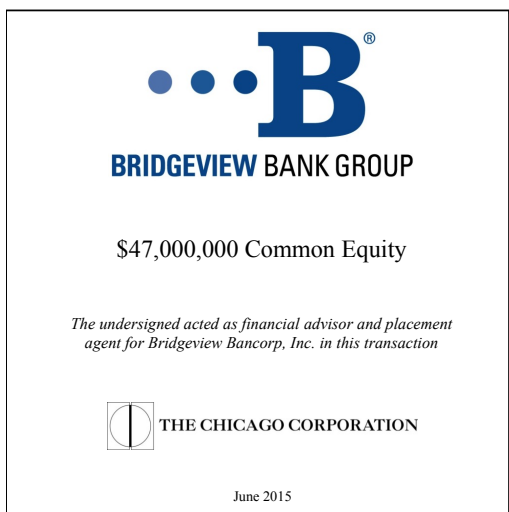 B®
BRIDGEVIEW BANK GROUP
$47,000,000 Common Equity
The undersigned acted as financial advisor and placement
agent for Bridgeview Bancorp, Inc. in this transaction
THE CHICAGO CORPORATION
June 2015